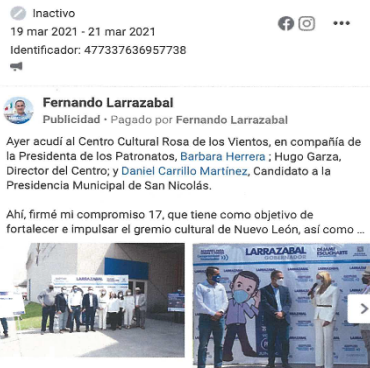 Inactivo
19 mar 2021 - 21 mar 2021
Identificador: 477337636957738
Fernando Larrazabal
Publicidad • Pagado por Fernando Larrazabal
Ayer acudí al Centro Cultural Rosa de los Vientos, en compañía de
la Presidenta de los Patronatos, Barbara Herrera ; Hugo Garza,
Director del Centro; y Daniel Carrillo Martínez, Candidato a la
Presidencia Municipal de San Nicolás.
Ahí, firmé mi compromiso 17, que tiene como objetivo de
fortalecer e impulsar el gremio cultural de Nuevo León, así como ...
LARRAZABAL
GOBERNADOR